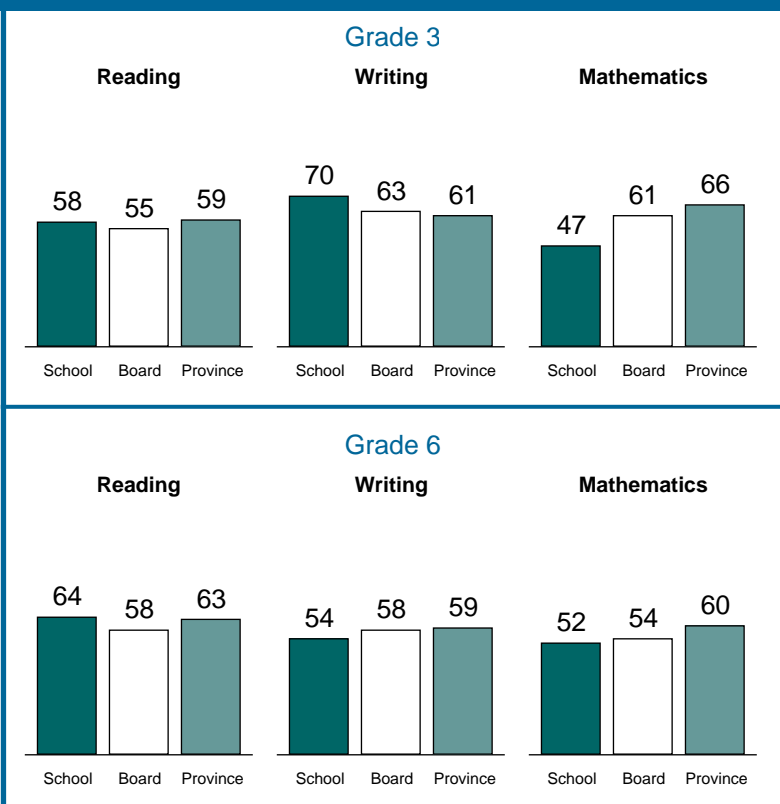 Grade 3
Reading
Writing
Mathematics
58 55 59
70 63 61
47 61 66
School Board Province
School Board Province
School Board Province
Grade 6
Reading
Writing
Mathematics
64 58 63
54 58 59
52 54 60
School Board Province
School Board Province
School Board Province